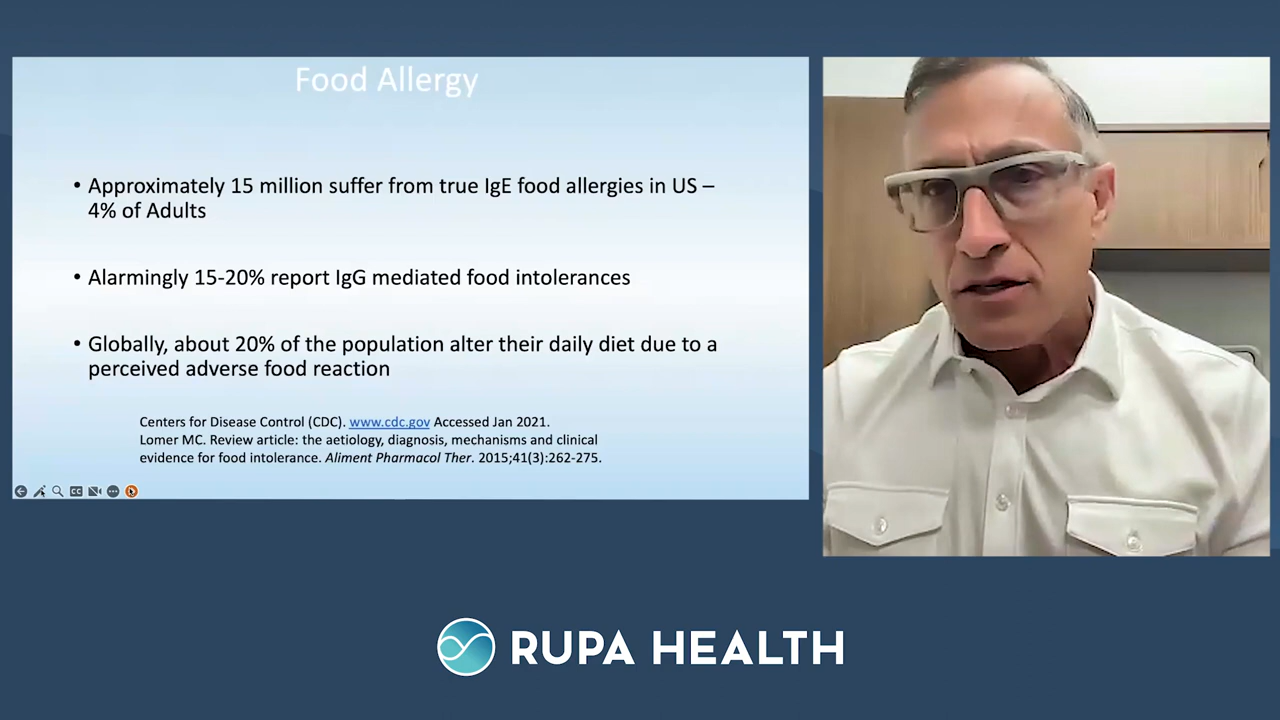 Food Allergy
• Approximately 15 million suffer from true IgE food allergies in US –
4% of Adults
• Alarmingly 15-20% report IgG mediated food intolerances
• Globally, about 20% of the population alter their daily diet due to a
perceived adverse food reaction
Centers for Disease Control (CDC). www.cdc.gov Accessed Jan 2021.
Lomer MC. Review article: the aetiology, diagnosis, mechanisms and clinical
evidence for food intolerance. Aliment Pharmacol Ther. 2015;41(3):262-275.
CC
RUPA HEALTH